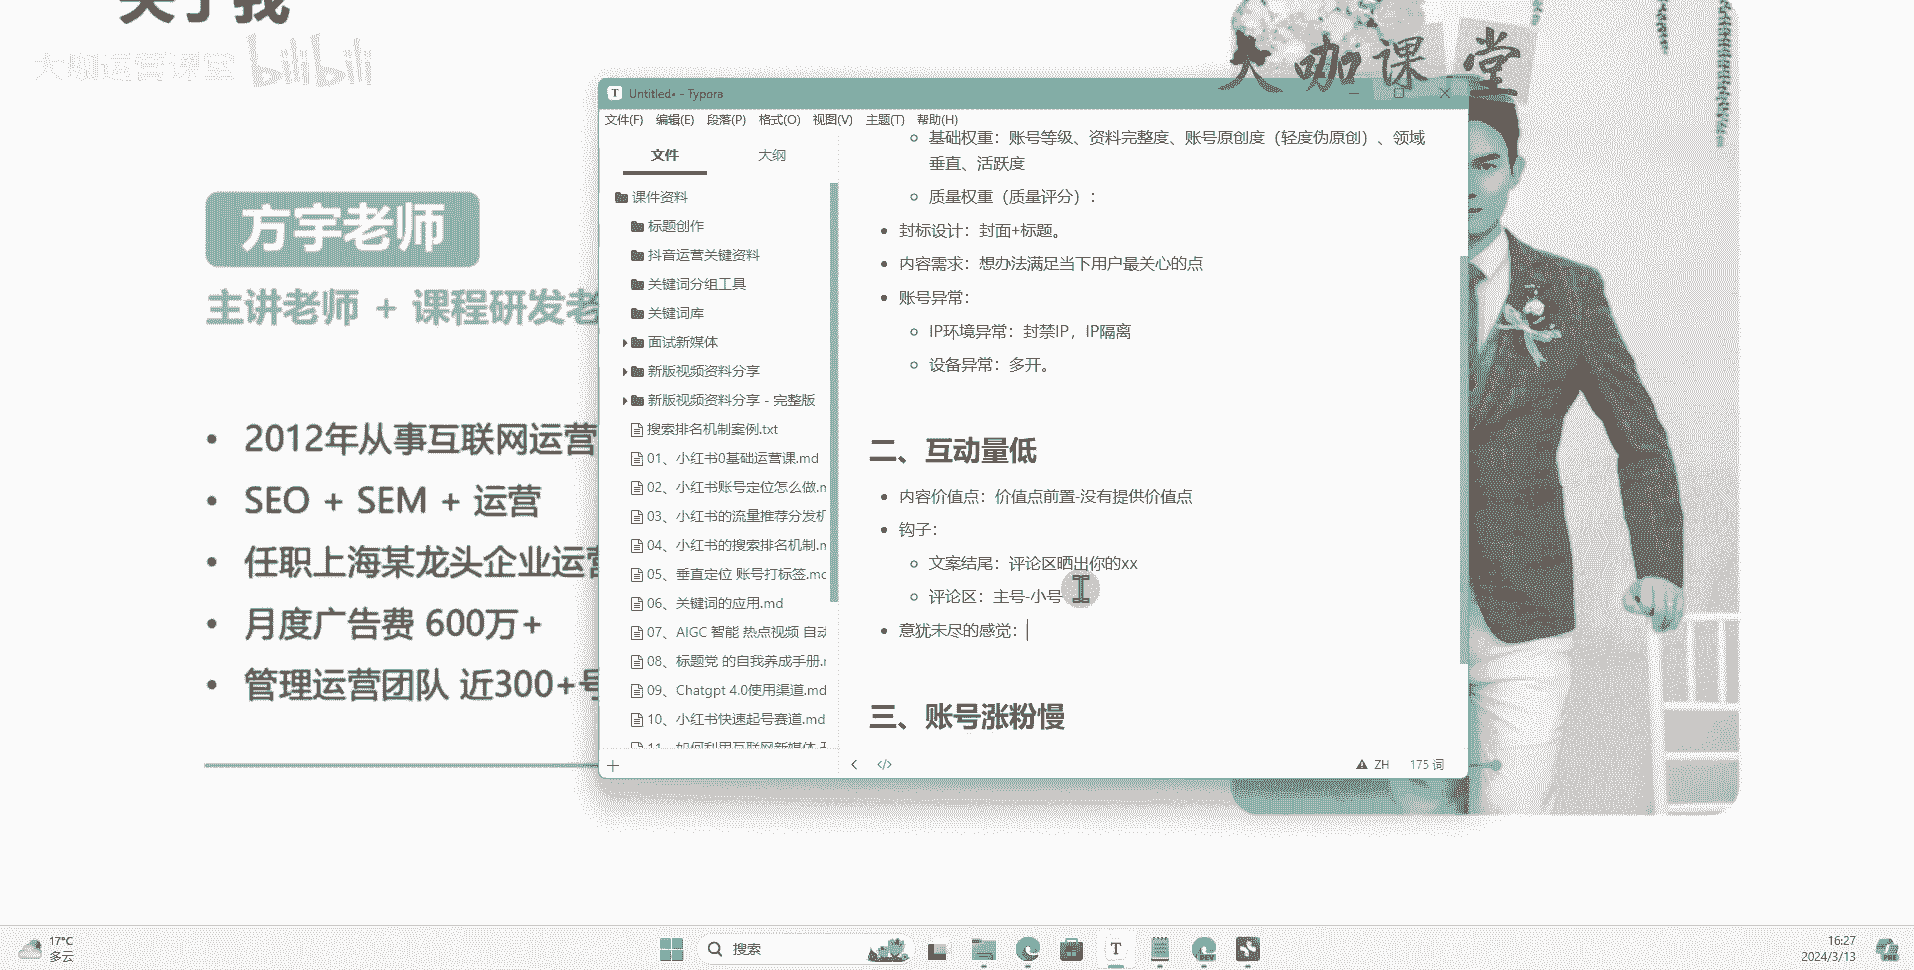 关于我
大咖运营课堂 bilibili
大咖课堂
方宇老师
主讲老师 + 课程研发老
2012年从事互联网运营
SEO + SEM + 运营
任职上海某龙头企业运营
月度广告费 600万+
管理运营团队 近300+号
Untitled• - Typora
文件(F) 编辑(E) 段落(P) 格式(O) 视图(V) 主题(T) 帮助(H)
文件 大纲
课件资料
标题创作
抖音运营关键资料
关键词分组工具
关键词库
面试新媒体
新版视频资料分享
新版视频资料分享 - 完整版
搜索排名机制案例.txt
01、小红书0基础运营课.md
02、小红书账号定位怎么做.m
03、小红书的流量推荐分发机
04、小红书的搜索排名机制.m
05、垂直定位 账号打标签.md
06、关键词的应用.md
07、AIGC 智能 热点视频 自动
08、标题党 的自我养成手册.m
09、Chatgpt 4.0使用渠道.md
10、小红书快速起号赛道.md
11、如何利用互联网新媒体
基础权重：账号等级、资料完整度、账号原创度（轻度伪原创）、领域
垂直、活跃度
质量权重（质量评分）：
封标设计：封面+标题。
内容需求：想办法满足当下用户最关心的点
账号异常：
IP环境异常：封禁IP，IP隔离
设备异常：多开。
二、互动量低
内容价值点：价值点前置-没有提供价值点
钩子：
文案结尾：评论区晒出你的xx
评论区：主号-小号
意犹未尽的感觉：
三、账号涨粉慢
ZH 175 词
17°C
多云
搜索
16:27
2024/3/13